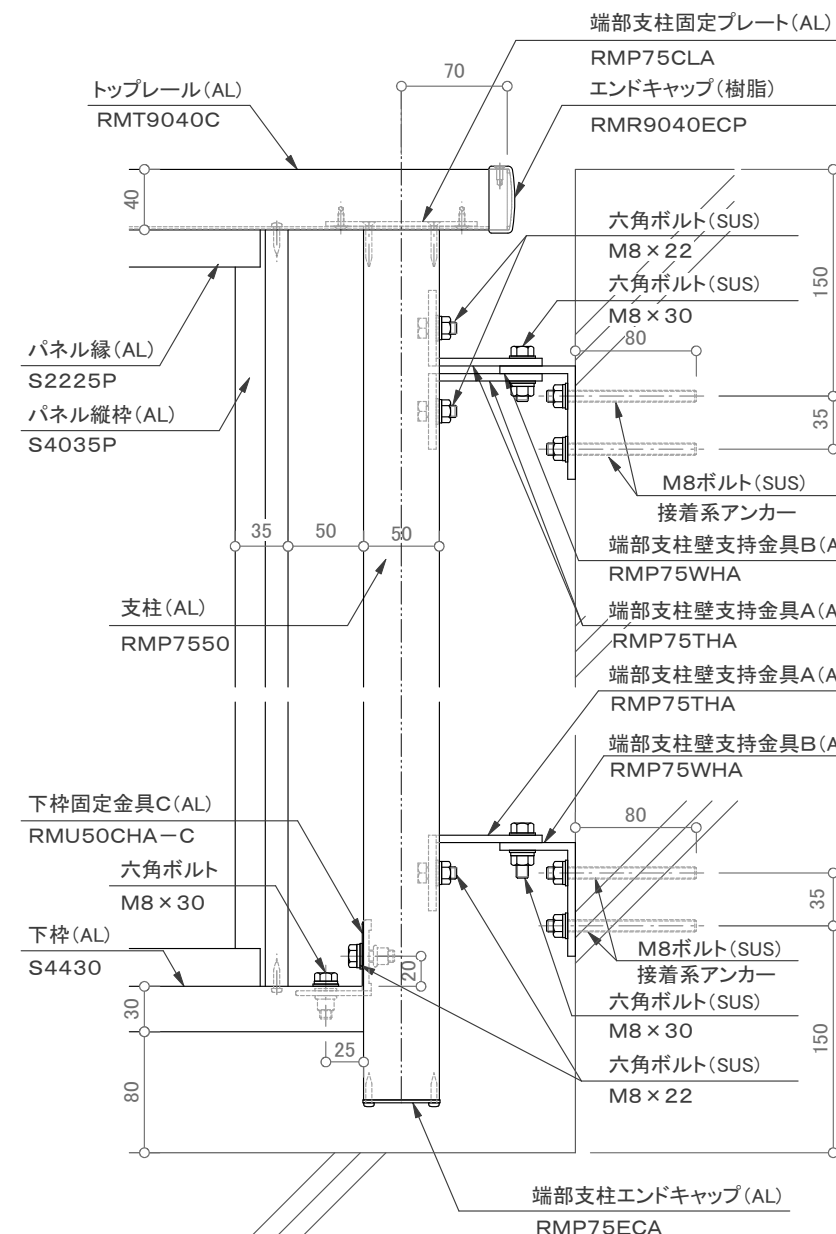 端部支柱固定プレート(AL)
RMP75CLA
70
トップレール(AL)
RMT9040C
エンドキャップ(樹脂)
RMR9040ECP
40
六角ボルト(SUS)
M8×22
150
六角ボルト(SUS)
M8×30
80
パネル縁(AL)
S2225P
パネル縦枠(AL)
S4035P
35
M8ボルト(SUS)
接着系アンカー
35
50
50
端部支柱壁支持金具B(A
RMP75WHA
支柱(AL)
RMP7550
端部支柱壁支持金具A(A
RMP75THA
端部支柱壁支持金具A(A
RMP75THA
端部支柱壁支持金具B(A
RMP75WHA
下枠固定金具C(AL)
RMU50CHA-C
80
六角ボルト
M8×30
35
下枠(AL)
S4430
M8ボルト(SUS)
接着系アンカー
20
30
六角ボルト(SUS)
M8×30
150
25
六角ボルト(SUS)
M8×22
80
端部支柱エンドキャップ(AL)
RMP75ECA